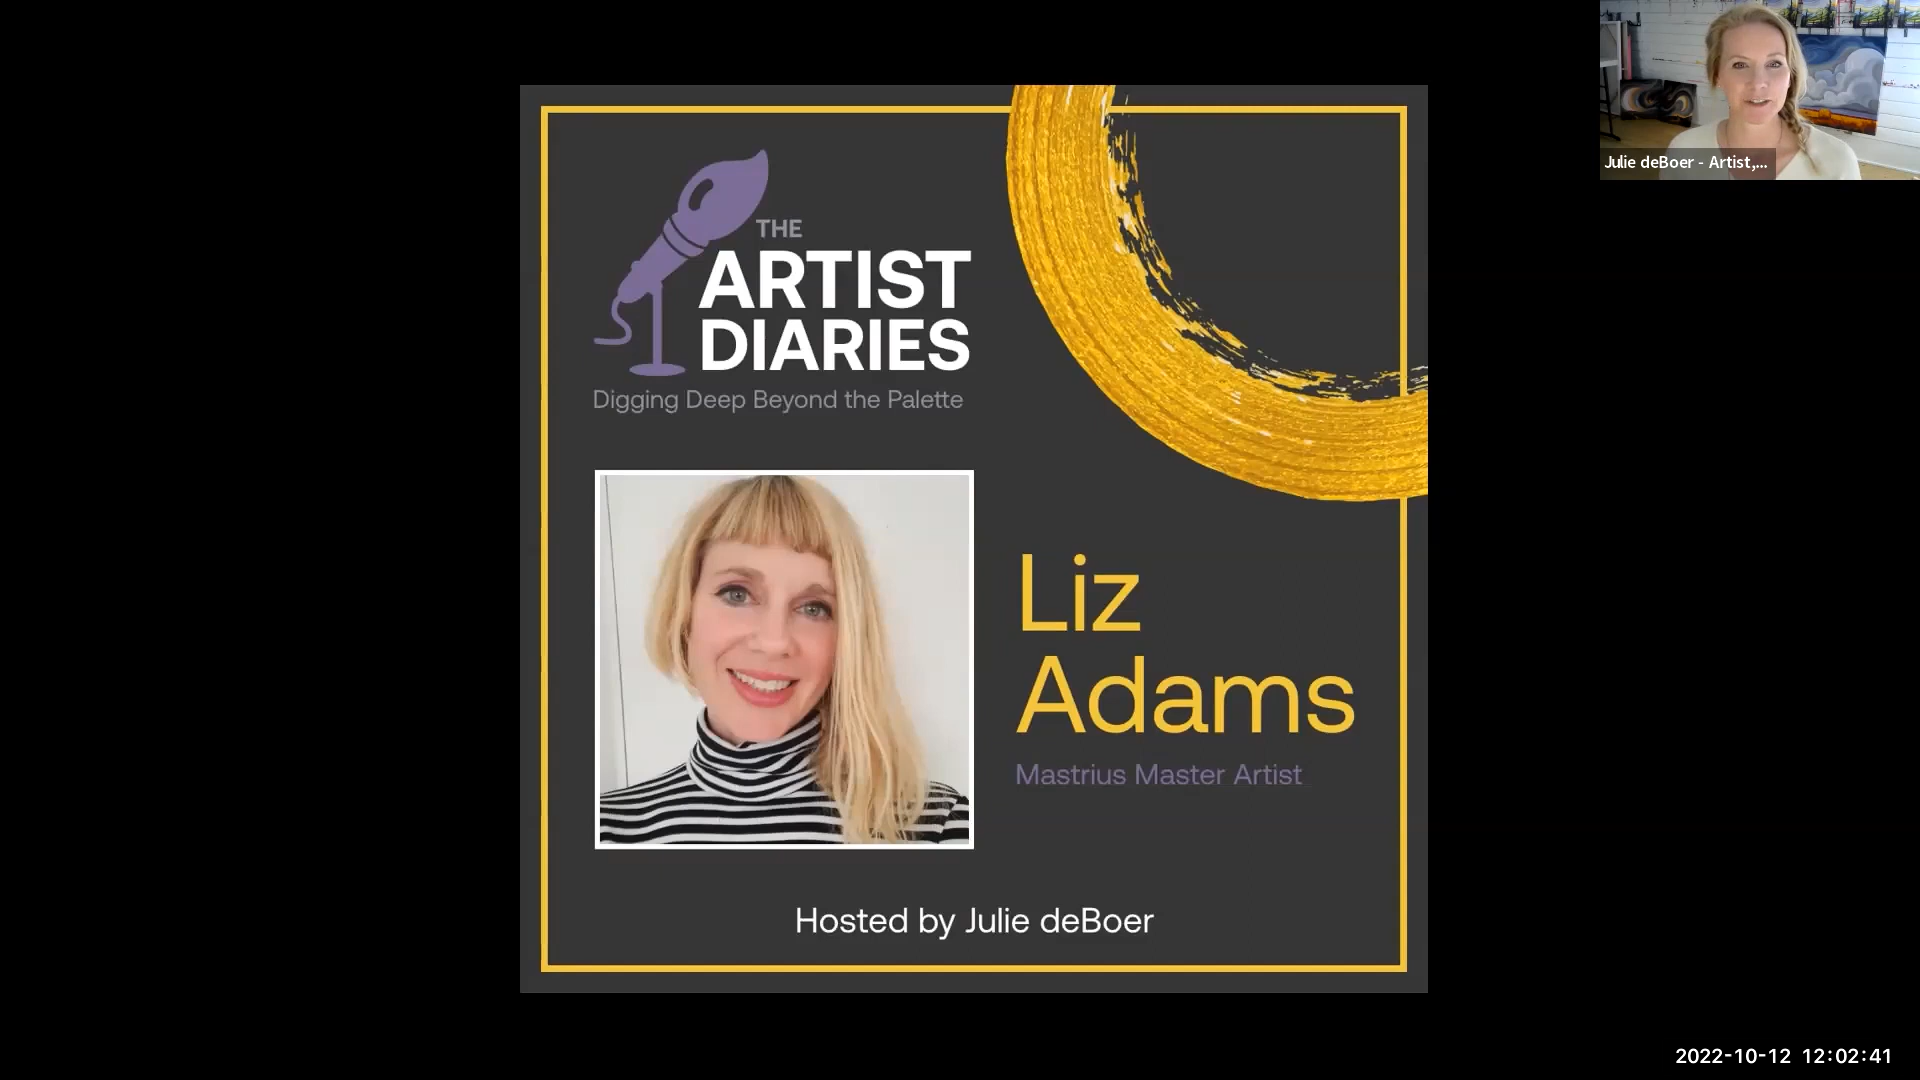 Julie deBoer - Artist,...
THE
ARTIST
DIARIES
Digging Deep Beyond the Palette
Liz
Adams
Mastrius Master Artist
Hosted by Julie deBoer
2022-10-12 12:02:41